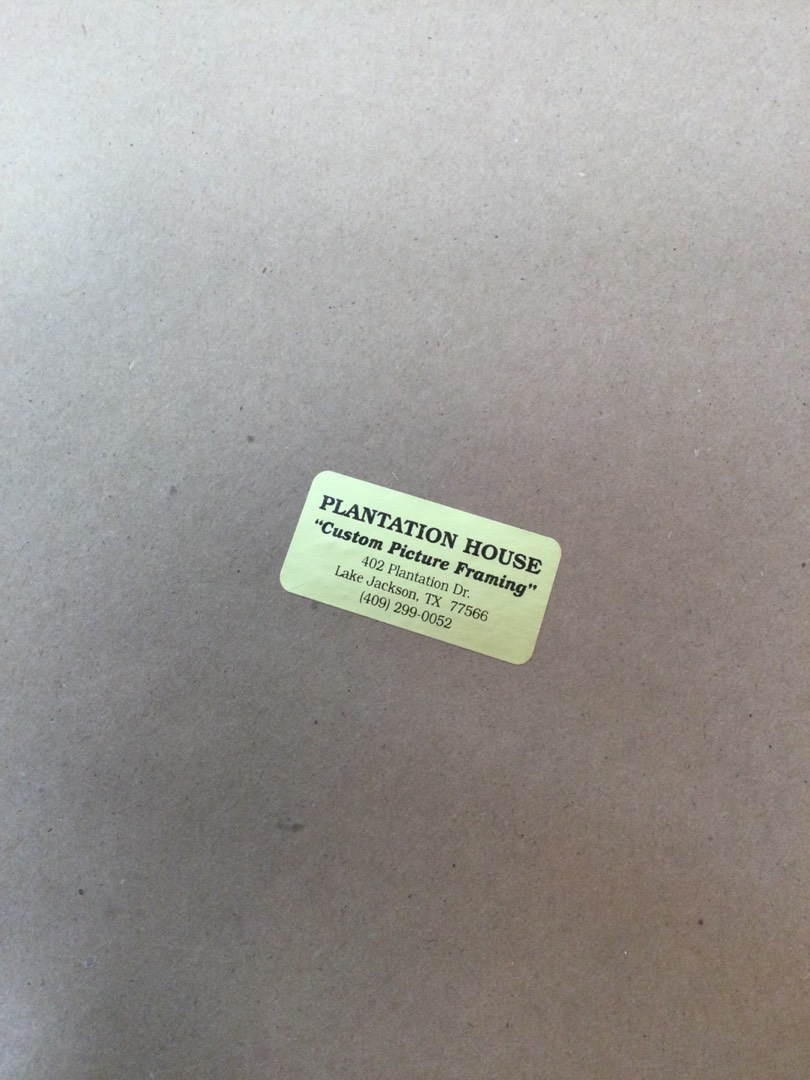 PLANTATION HOUSE
"Custom Picture Framing"
402 Plantation Dr.
Lake Jackson, TX 77566
(409) 299-0052